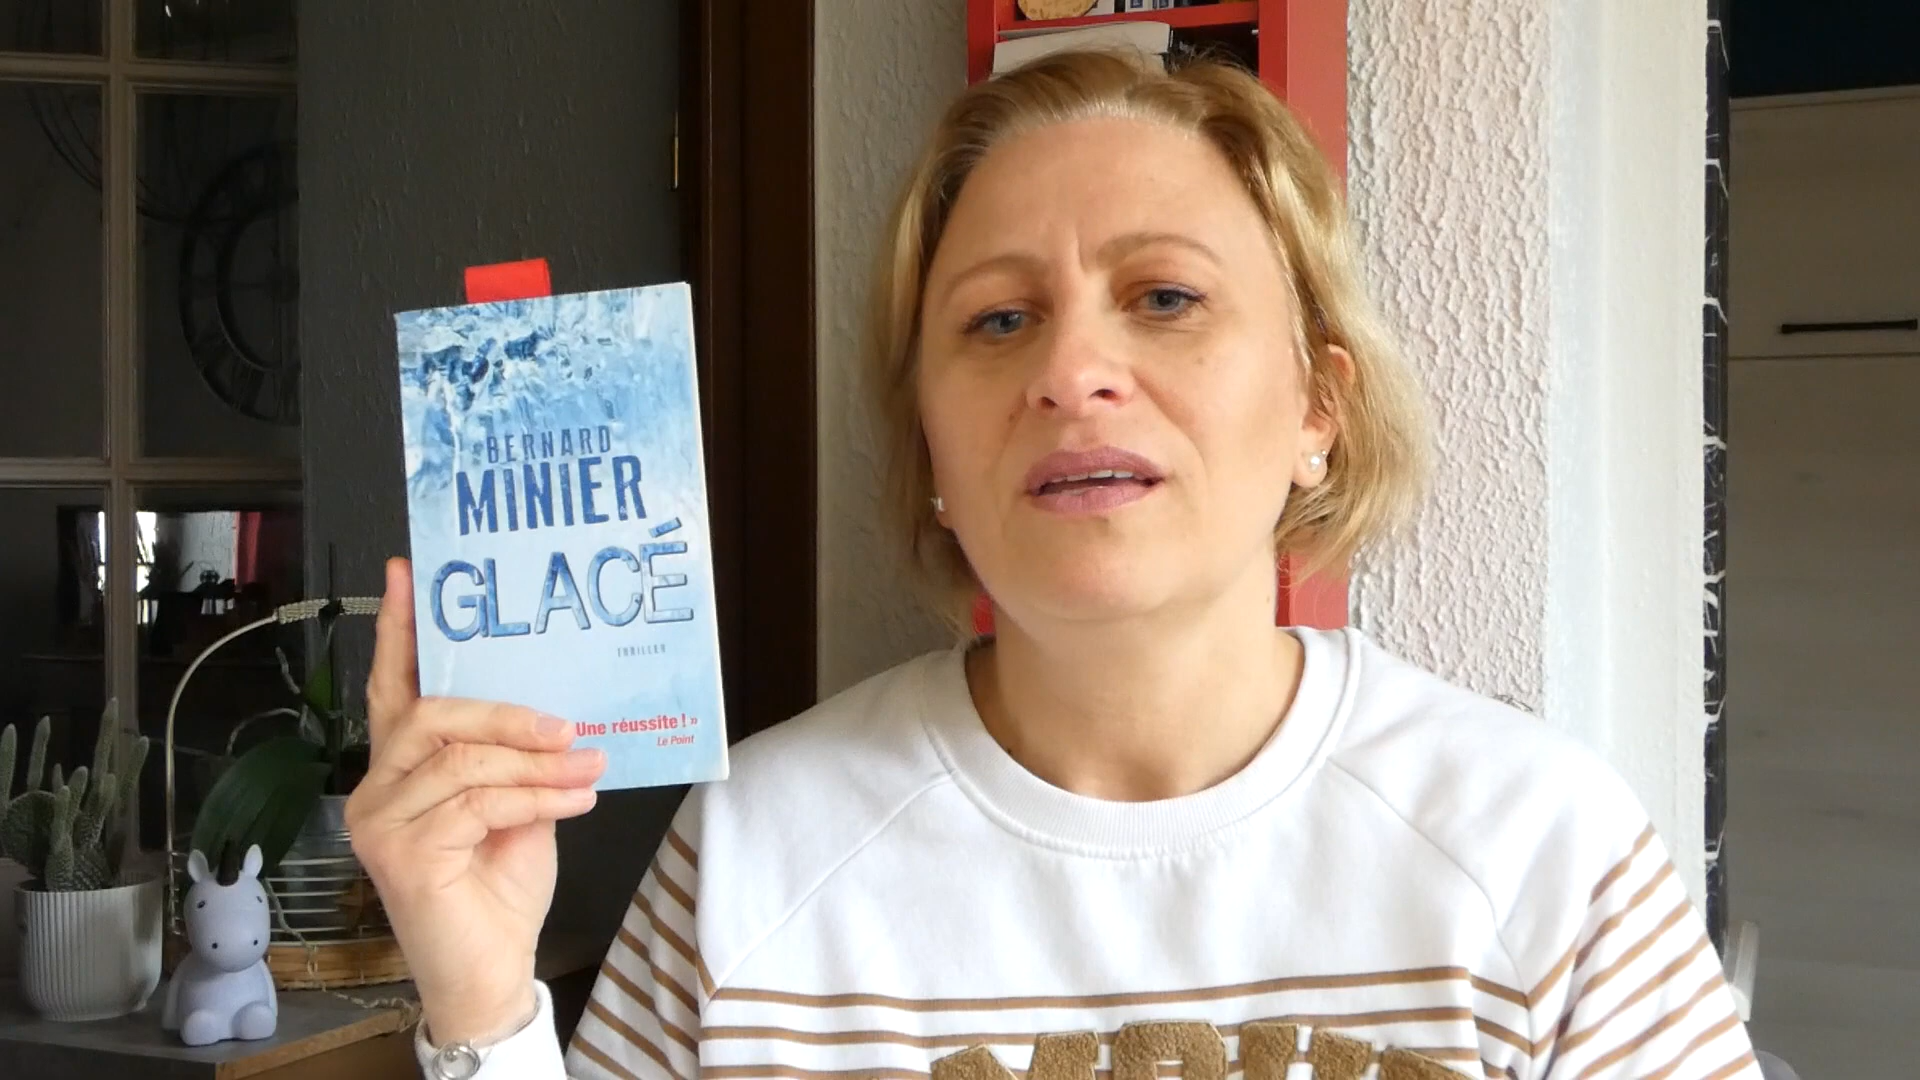 BERNARD
MINIER
GLACÉ
THRILLER
Une réussite ! »
Le Point